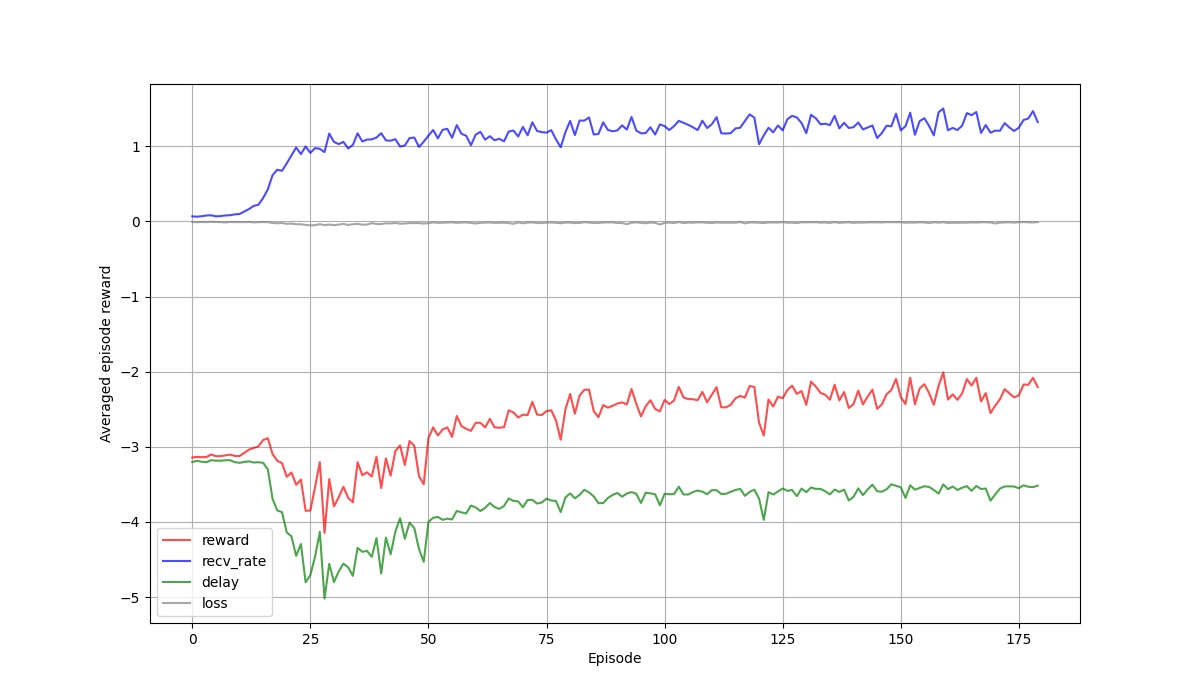 1
0
−1
−2
−3
−4
−5
Averaged episode reward
reward
recv_rate
delay
loss
0 25 50 75 100 125 150 175
Episode